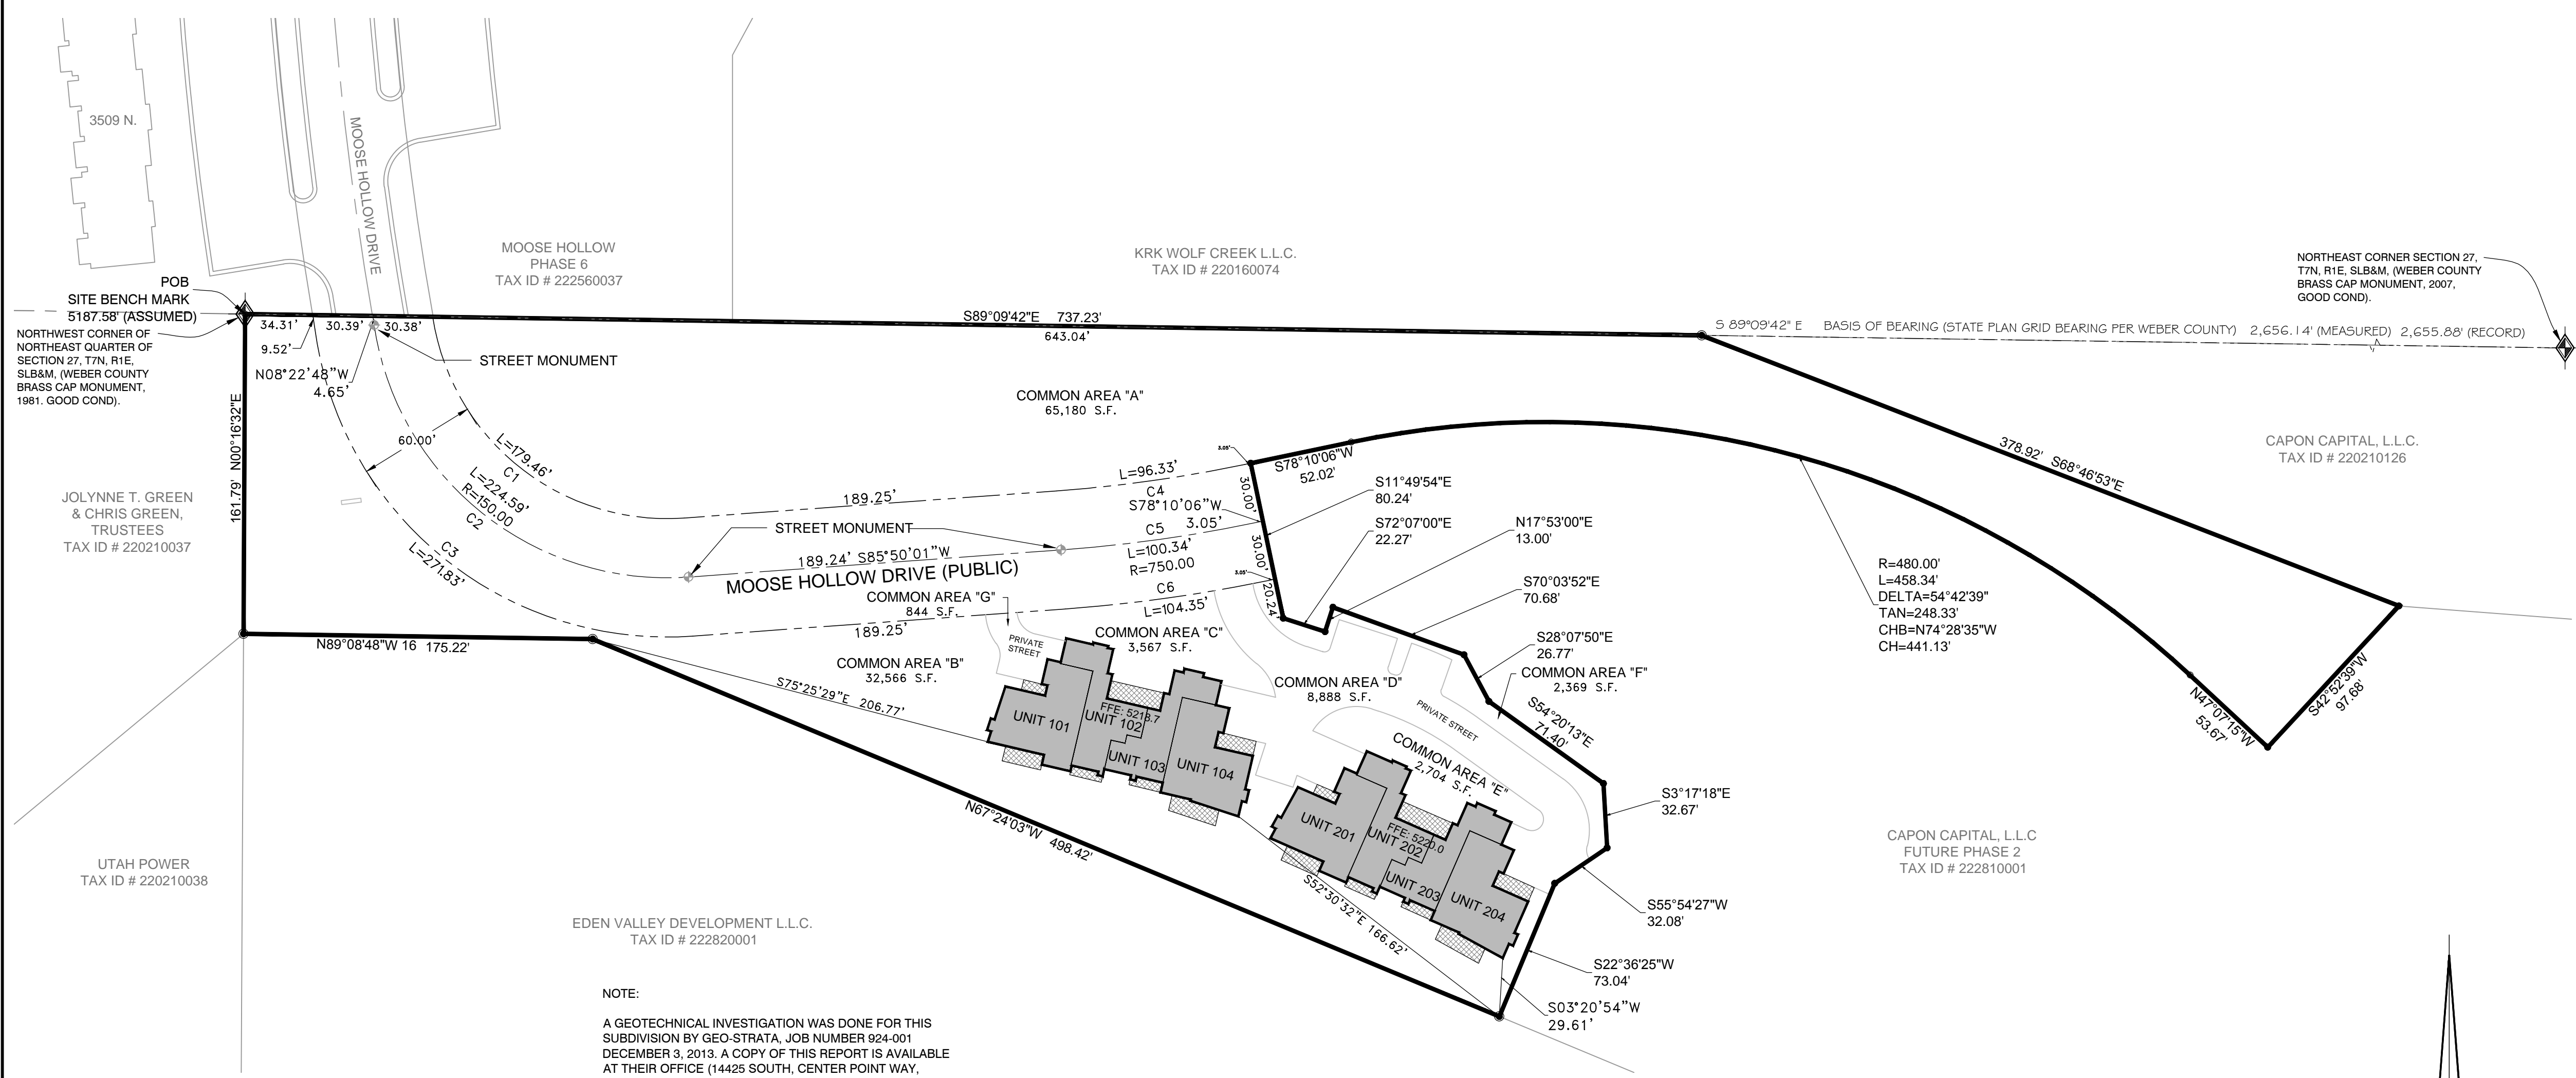 3509 N.
MOOSE HOLLOW DRIVE
MOOSE HOLLOW
PHASE 6
TAX ID # 222560037
KRK WOLF CREEK L.L.C.
TAX ID # 220160074
NORTHEAST CORNER SECTION 27,
T7N, R1E, SLB&M, (WEBER COUNTY
BRASS CAP MONUMENT, 2007,
GOOD COND).
POB
SITE BENCH MARK
5187.58' (ASSUMED)
NORTHWEST CORNER OF
NORTHEAST QUARTER OF
SECTION 27, T7N, R1E,
SLB&M, (WEBER COUNTY
BRASS CAP MONUMENT,
1981. GOOD COND).
34.31'
30.39'
30.38'
9.52'
N08°22'48"W
4.65'
STREET MONUMENT
S89°09'42"E 737.23'
643.04'
S 89°09'42" E BASIS OF BEARING (STATE PLAN GRID BEARING PER WEBER COUNTY) 2,656.14' (MEASURED) 2,655.88' (RECORD)
161.79' N00°16'32"E
COMMON AREA "A"
65,180 S.F.
60.00'
L=179.46'
C1
L=224.59'
R=150.00
C2
C3
L=271.83'
189.25'
L=96.33'
C4
3.05'
S78°10'06"W
52.02'
S78°10'06"W
3.05'
C5
L=100.34'
R=750.00
30.00'
30.00'
20.24'
3.05'
C6
L=104.35'
S11°49'54"E
80.24'
S72°07'00"E
22.27'
N17°53'00"E
13.00'
S70°03'52"E
70.68'
S28°07'50"E
26.77'
378.92' S68°46'53"E
CAPON CAPITAL, L.L.C.
TAX ID # 220210126
R=480.00'
L=458.34'
DELTA=54°42'39"
TAN=248.33'
CHB=N74°28'35"W
CH=441.13'
JOLYNNE T. GREEN
& CHRIS GREEN,
TRUSTEES
TAX ID # 220210037
STREET MONUMENT
189.24' S85°50'01"W
MOOSE HOLLOW DRIVE (PUBLIC)
COMMON AREA "G"
844 S.F.
189.25'
PRIVATE
STREET
COMMON AREA "C"
3,567 S.F.
COMMON AREA "B"
32,566 S.F.
N89°08'48"W 16 175.22'
S75°25'29"E 206.77'
COMMON AREA "D"
8,888 S.F.
COMMON AREA "F"
2,369 S.F.
PRIVATE STREET
S54°20'13"E
71.40'
COMMON AREA "E"
2,704 S.F.
N47°07'15"W
53.67'
S42°52'39"W
97.68'
UNIT 101
UNIT 102
FFE: 5218.7
UNIT 103
UNIT 104
UNIT 201
UNIT 202
FFE: 5220.0
UNIT 203
UNIT 204
S3°17'18"E
32.67'
S55°54'27"W
32.08'
S22°36'25"W
73.04'
S03°20'54"W
29.61'
N67°24'03"W 498.42'
S52°30'32"E 166.62'
CAPON CAPITAL, L.L.C
FUTURE PHASE 2
TAX ID # 222810001
UTAH POWER
TAX ID # 220210038
EDEN VALLEY DEVELOPMENT L.L.C.
TAX ID # 222820001
NOTE:
A GEOTECHNICAL INVESTIGATION WAS DONE FOR THIS
SUBDIVISION BY GEO-STRATA, JOB NUMBER 924-001
DECEMBER 3, 2013. A COPY OF THIS REPORT IS AVAILABLE
AT THEIR OFFICE (14425 SOUTH, CENTER POINT WAY,